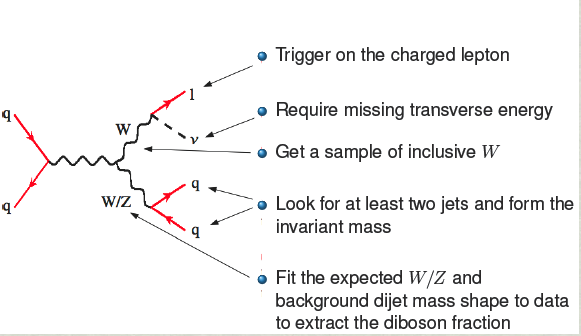 Trigger on the charged lepton
Require missing transverse energy
Get a sample of inclusive W
Look for at least two jets and form the
invariant mass
Fit the expected W/Z and
background dijet mass shape to data
to extract the diboson fraction
q
q
W
W/Z
l
ν
q
q